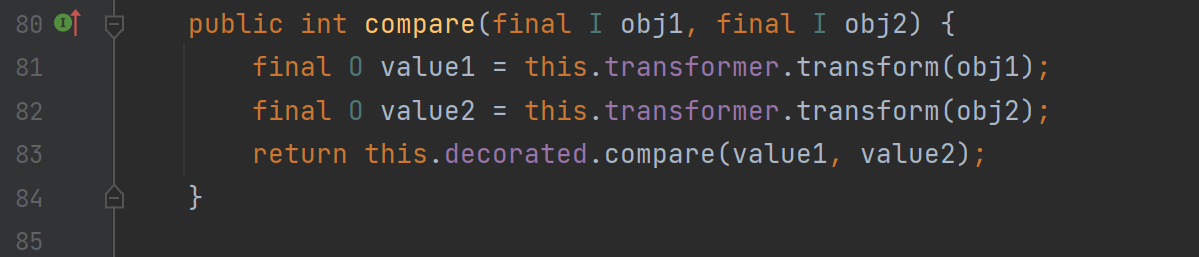 80 public int compare(final I obj1, final I obj2) {
81 final O value1 = this.transformer.transform(obj1);
82 final O value2 = this.transformer.transform(obj2);
83 return this.decorated.compare(value1, value2);
84 }
85